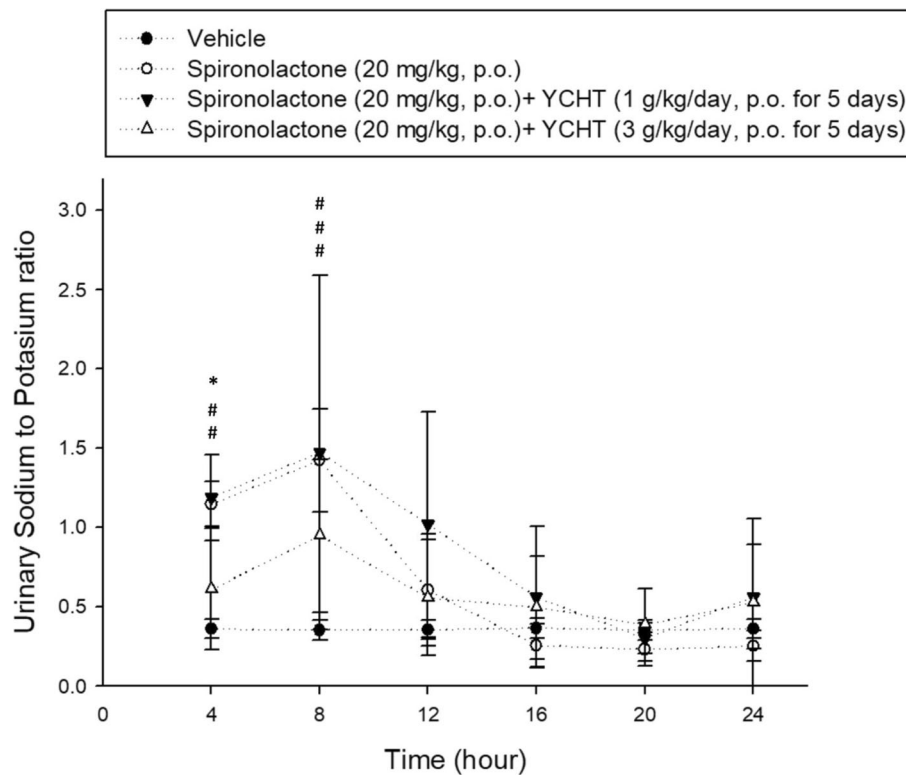 Vehicle
Spironolactone (20 mg/kg, p.o.)
Spironolactone (20 mg/kg, p.o.)+ YCHT (1 g/kg/day, p.o. for 5 days)
Spironolactone (20 mg/kg, p.o.)+ YCHT (3 g/kg/day, p.o. for 5 days)
Urinary Sodium to Potasium ratio
3.0
2.5
2.0
1.5
1.0
0.5
0.0
*
#
#
#
#
#
0 4 8 12 16 20 24
Time (hour)